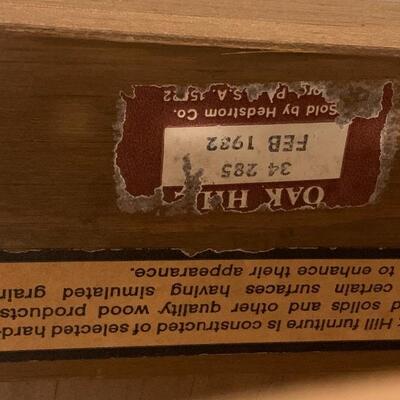 Hill furniture is constructed of selected hard-
solids and other quality wood products
certain surfaces having simulated grain
to enhance their appearance.
OAK
34 285
FEB 1982
Sold by Hedstrom Co.